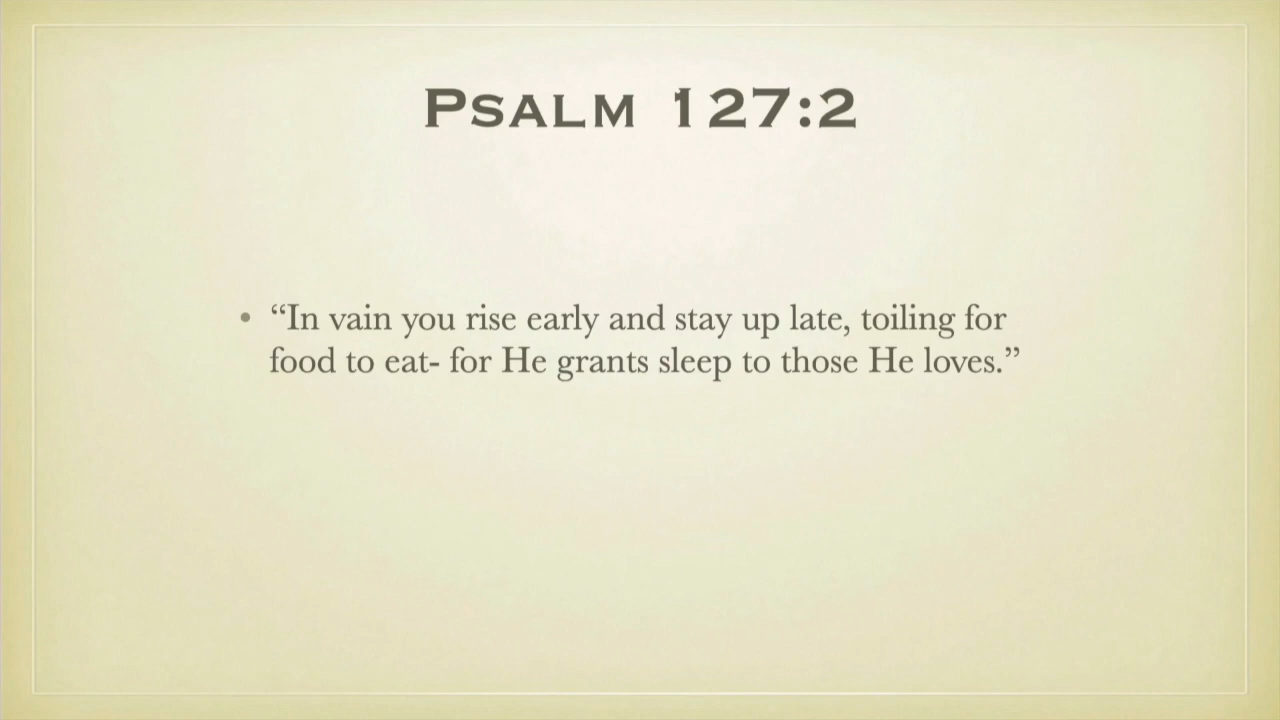 PSALM 127:2
• “In vain you rise early and stay up late, toiling for
food to eat- for He grants sleep to those He loves.”